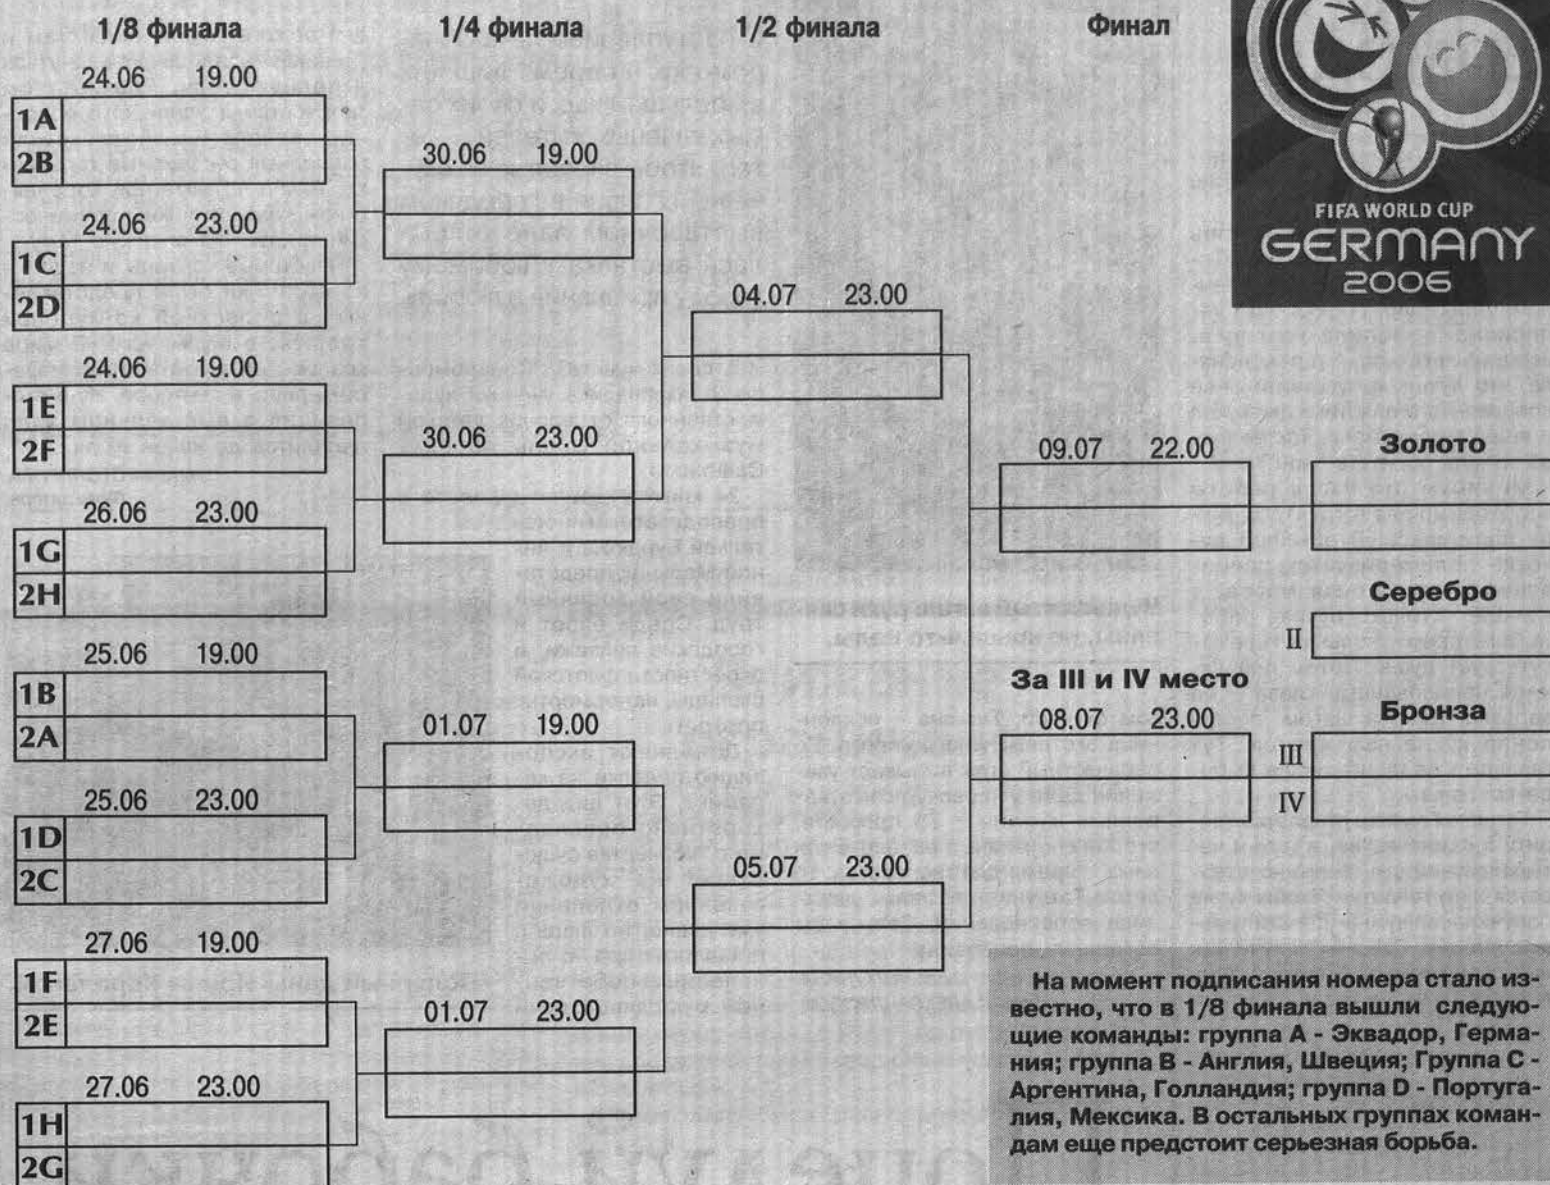 1/8 финала
24.06 19.00
1A
2B
24.06 23.00
1C
2D
24.06 19.00
1E
2F
26.06 23.00
1G
2H
25.06 19.00
1B
2A
25.06 23.00
1D
2C
27.06 19.00
1F
2E
27.06 23.00
1H
2G
1/4 финала
30.06 19.00
30.06 23.00
01.07 19.00
01.07 23.00
1/2 финала
04.07 23.00
05.07 23.00
Финал
09.07 22.00
Золото
Серебро
II
За III и IV место
08.07 23.00
Бронза
III
IV
FIFA WORLD CUP
GERMANY
2006
На момент подписания номера стало из-
вестно, что в 1/8 финала вышли следую-
щие команды: группа А - Эквадор, Герма-
ния; группа В - Англия, Швеция; Группа С -
Аргентина, Голландия; группа D - Португа-
лия, Мексика. В остальных группах коман-
дам еще предстоит серьезная борьба.